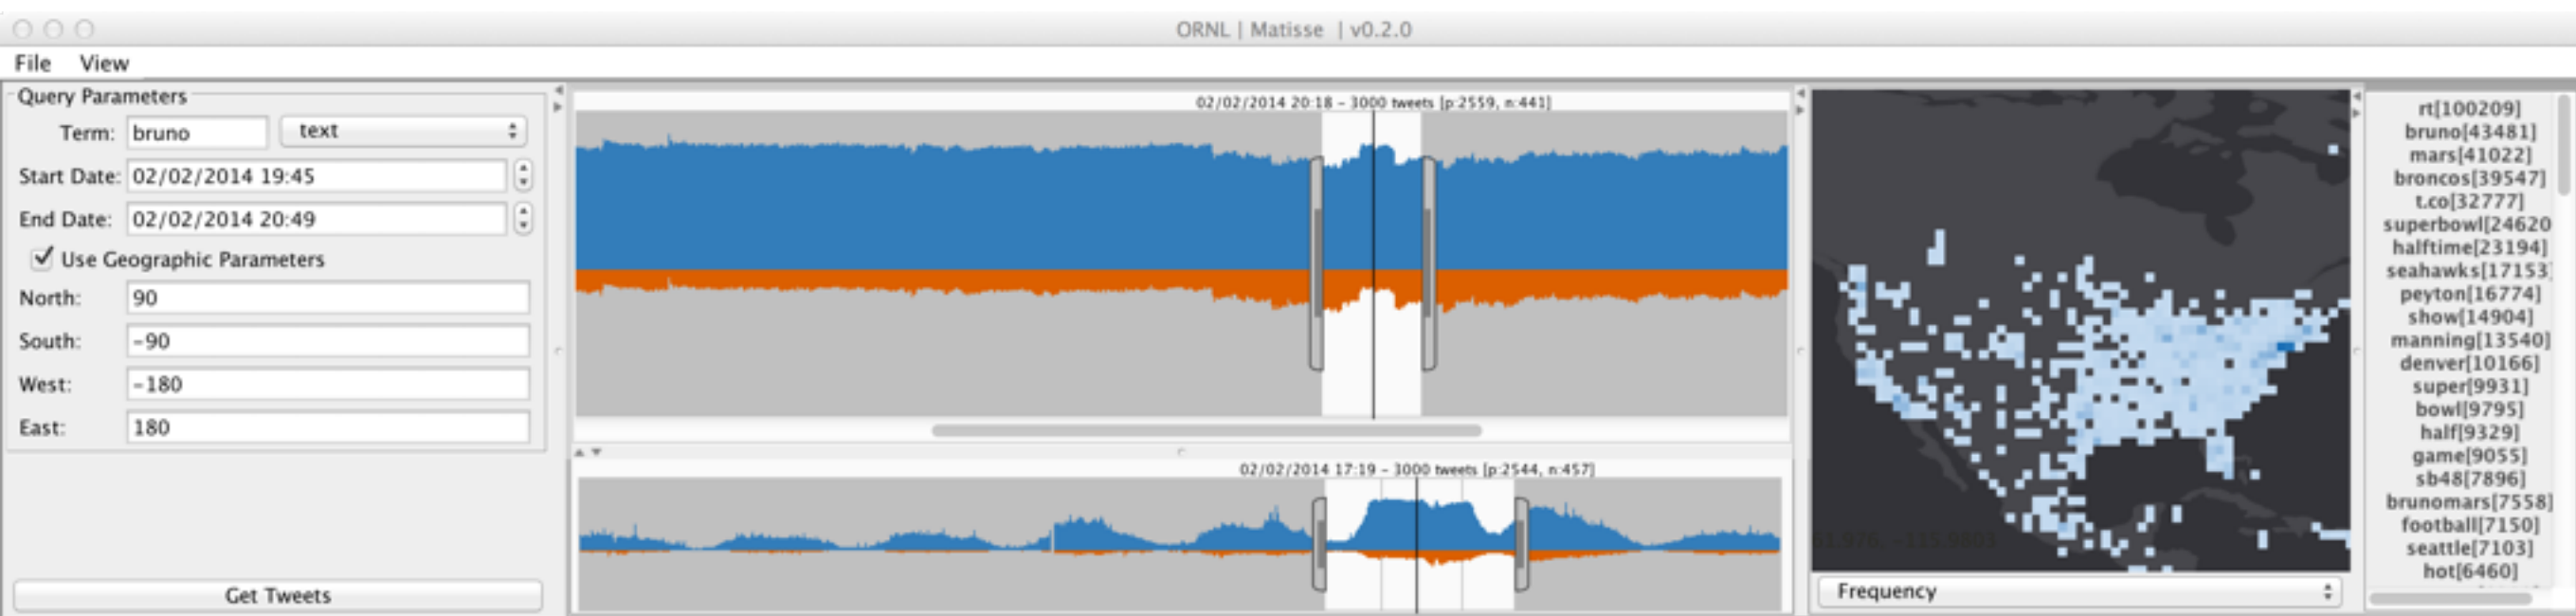 ORNL | Matisse | v0.2.0
File View
Query Parameters
Term: bruno text
Start Date: 02/02/2014 19:45
End Date: 02/02/2014 20:49
Use Geographic Parameters
North: 90
South: -90
West: -180
East: 180
Get Tweets
02/02/2014 20:18 - 3000 tweets [p:2559, n:441]
02/02/2014 17:19 - 3000 tweets [p:2544, n:457]
Frequency
rt[100209]
bruno[43481]
mars[41022]
broncos[39547]
t.co[32777]
superbowl[24620
halftime[23194]
seahawks[17153]
peyton[16774]
show[14904]
manning[13540]
denver[10166]
super[9931]
bowl[9795]
half[9329]
game[9055]
sb48[7896]
brunomars[7558]
football[7150]
seattle[7103]
hot[6460]